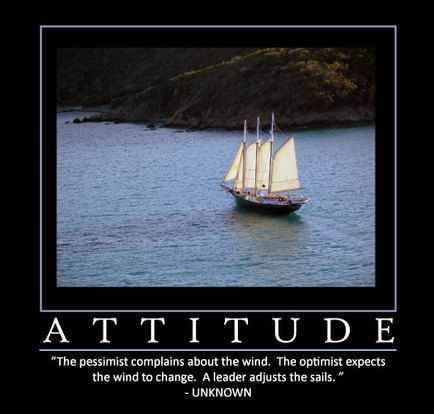 ATTITUDE
“The pessimist complains about the wind.  The optimist expects
the wind to change.  A leader adjusts the sails. ”
- UNKNOWN